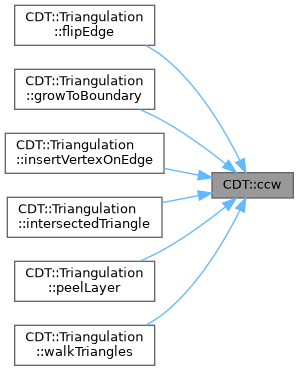 CDT::Triangulation
::flipEdge
CDT::Triangulation
::growToBoundary
CDT::Triangulation
::insertVertexOnEdge
CDT::ccw
CDT::Triangulation
::intersectedTriangle
CDT::Triangulation
::peelLayer
CDT::Triangulation
::walkTriangles